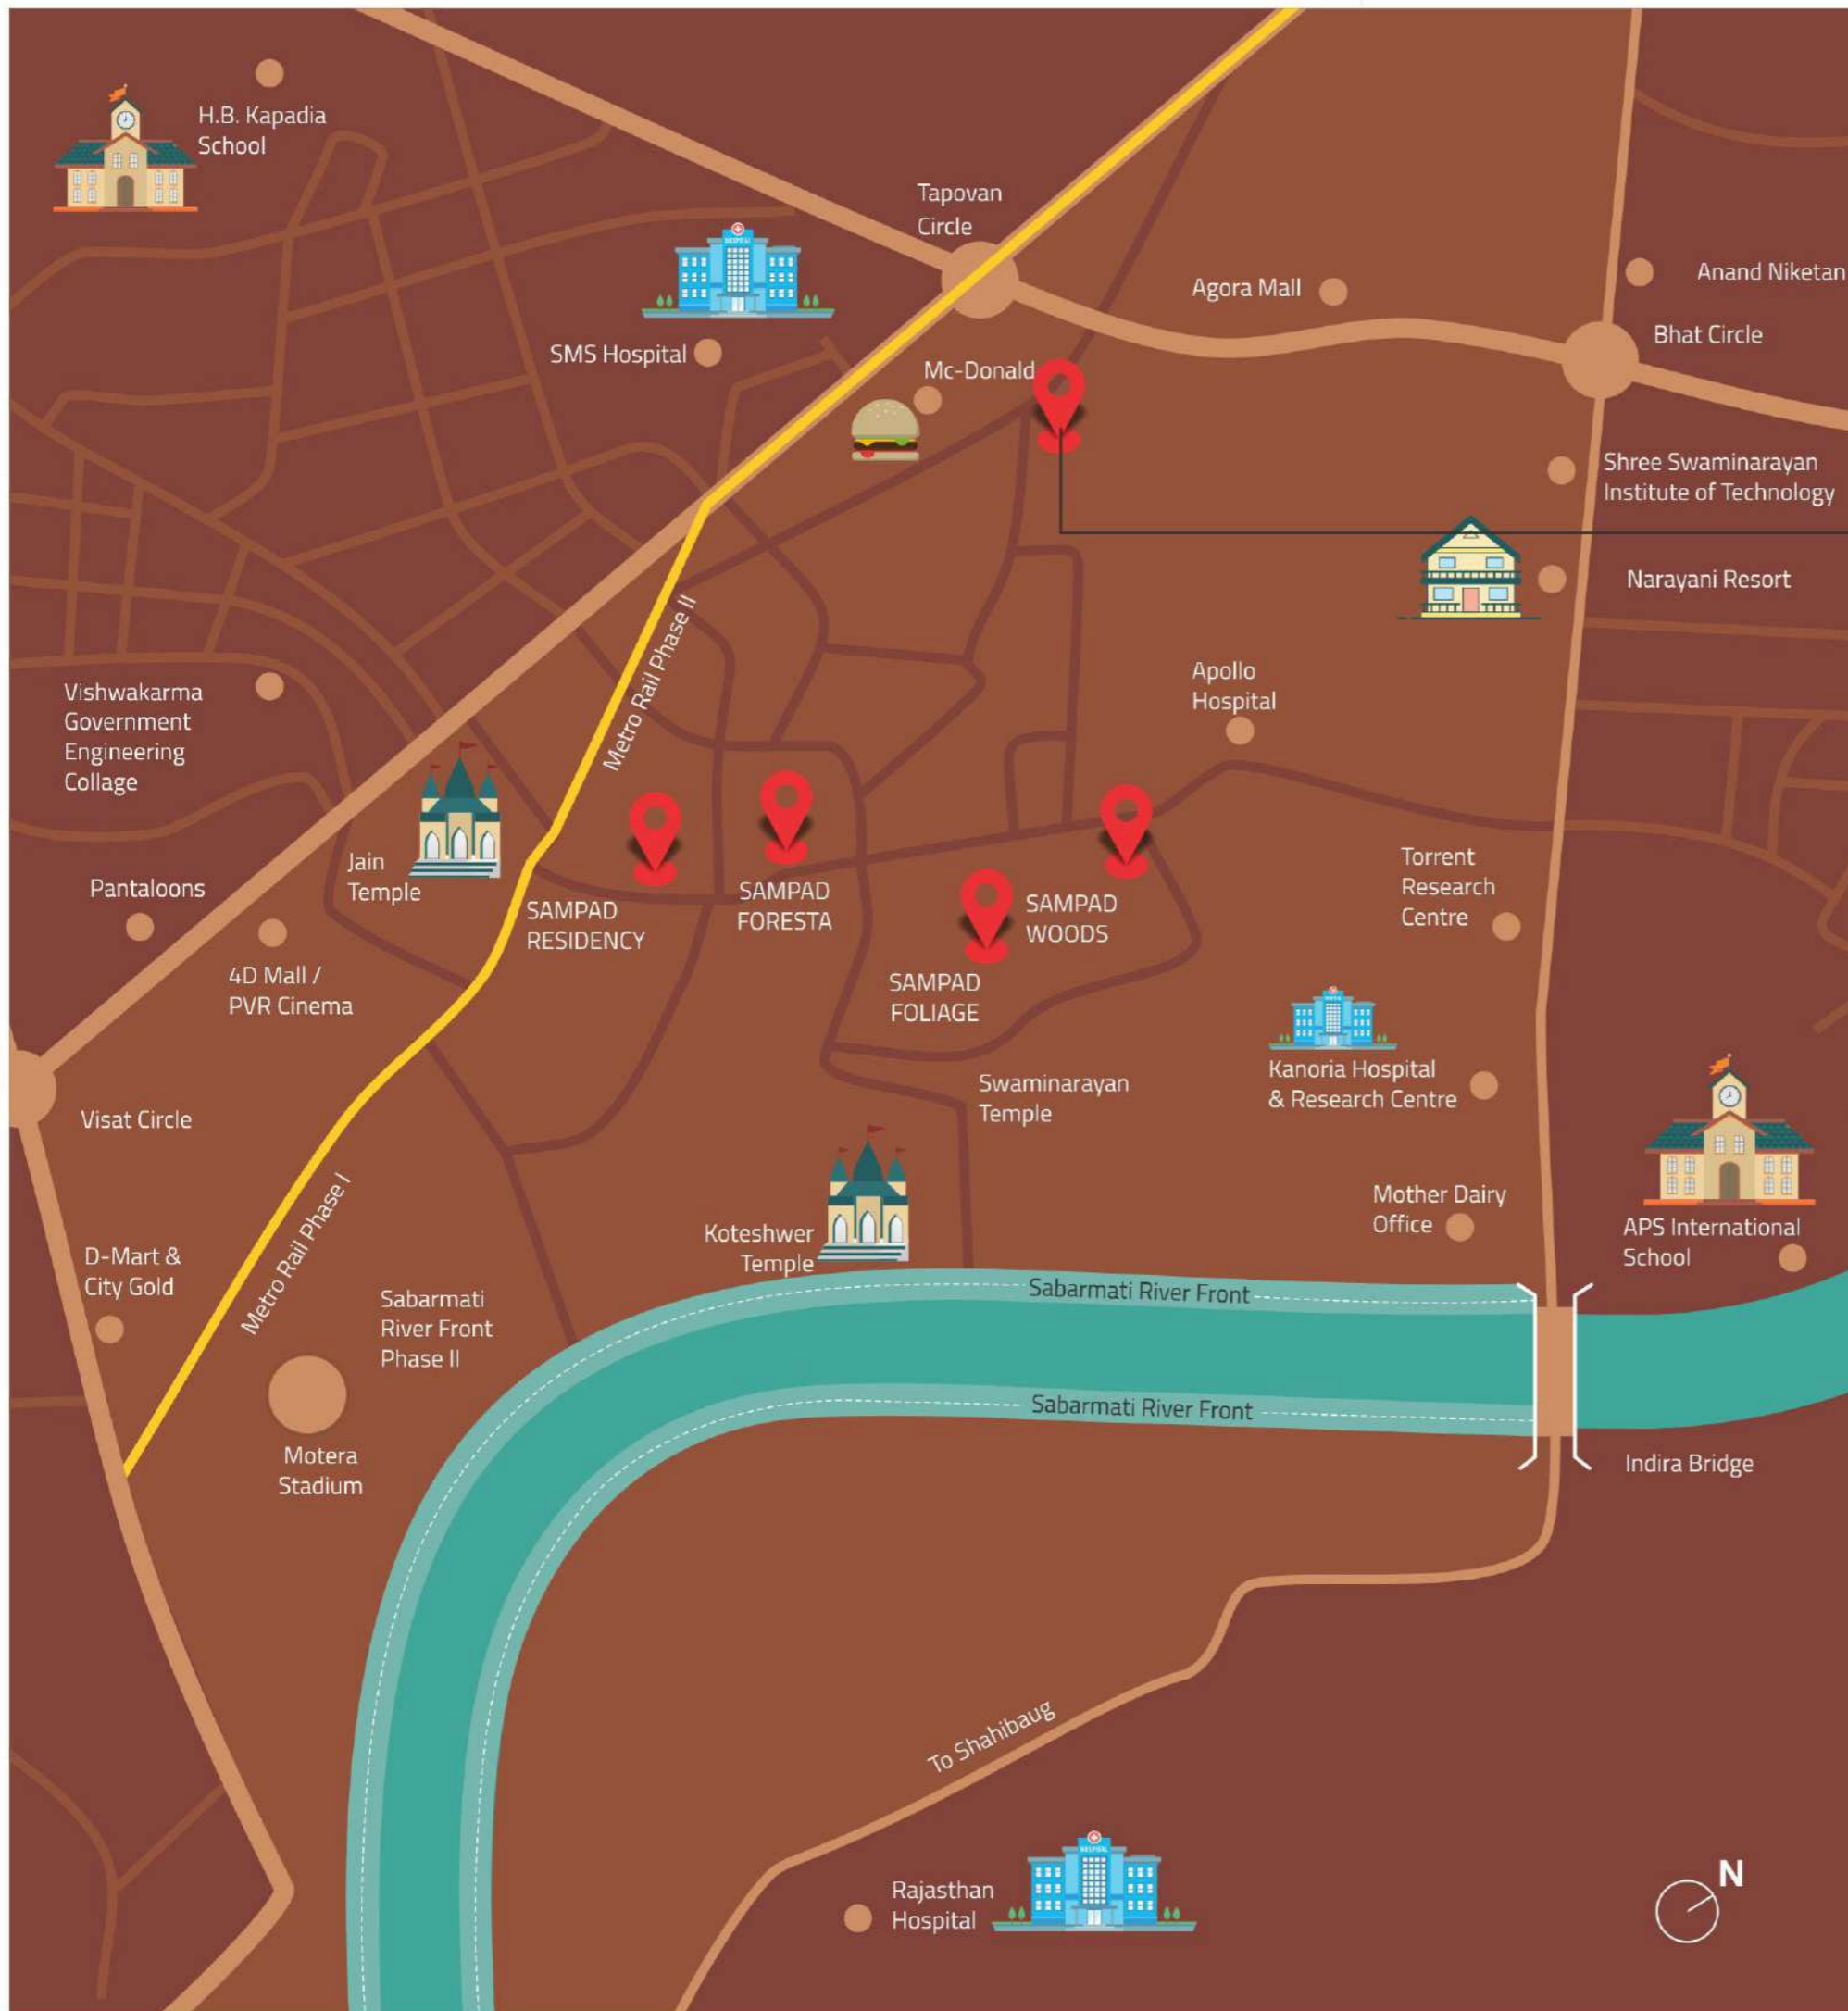 H.B. Kapadia
School
Tapovan
Circle
HOSPITAL
SMS Hospital
Agora Mall
Anand Niketan
Bhat Circle
Mc-Donald
Shree Swaminarayan
Institute of Technology
Narayani Resort
Metro Rail Phase II
Apollo
Hospital
Vishwakarma
Government
Engineering
Collage
Jain
Temple
Pantaloons
4D Mall /
PVR Cinema
SAMPAD
RESIDENCY
SAMPAD
FORESTA
SAMPAD
WOODS
SAMPAD
FOLIAGE
Torrent
Research
Centre
Kanoria Hospital
& Research Centre
Swaminarayan
Temple
Visat Circle
Metro Rail Phase I
D-Mart &
City Gold
Koteshwer
Temple
Mother Dairy
Office
APS International
School
Sabarmati
River Front
Phase II
Sabarmati River Front
Sabarmati River Front
Motera
Stadium
Indira Bridge
To Shahibaug
HOSPITAL
Rajasthan
Hospital
N